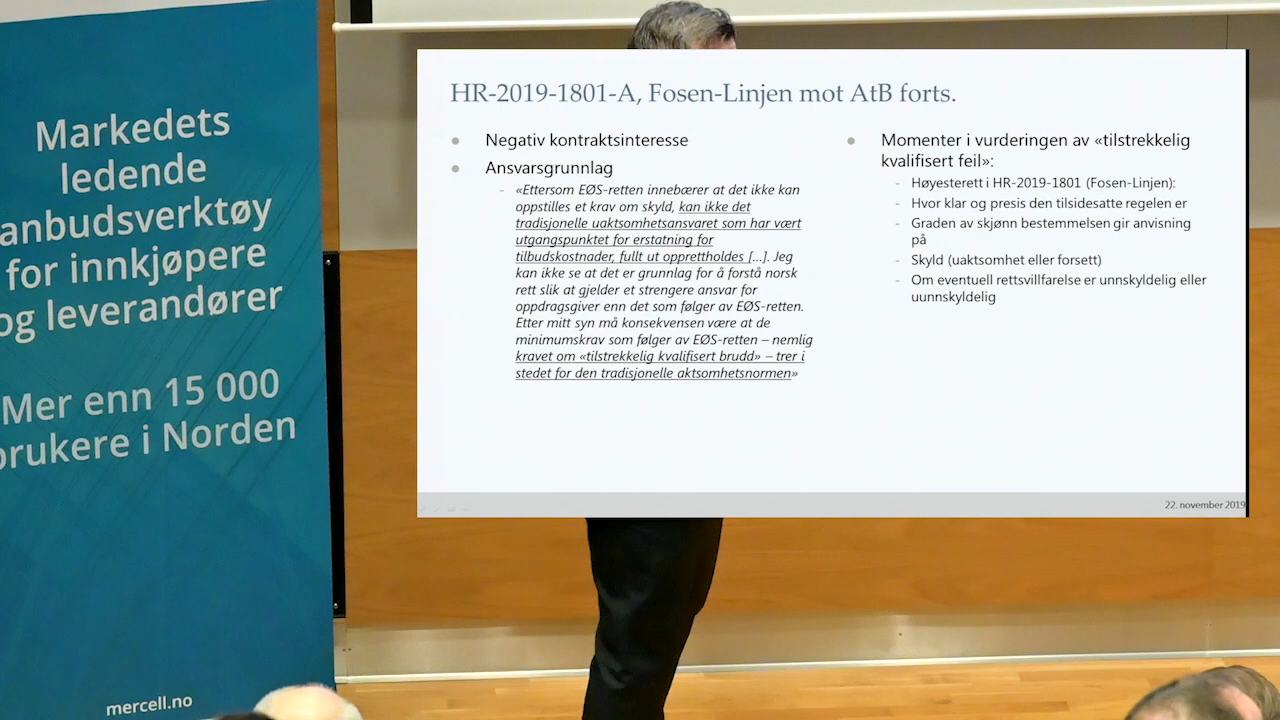 Markedets
ledende
anbudsverktøy
for innkjøpere
og leverandører
Mer enn 15 000
brukere i Norden
mercell.no
HR-2019-1801-A, Fosen-Linjen mot AtB forts.
Negativ kontraktsinteresse
Ansvarsgrunnlag
- «Ettersom EØS-retten innebærer at det ikke kan
oppstilles et krav om skyld, kan ikke det
tradisjonelle uaktsomhetsansvaret som har vært
utgangspunktet for erstatning for
tilbudskostnader, fullt ut opprettholdes […]. Jeg
kan ikke se at det er grunnlag for å forstå norsk
rett slik at gjelder et strengere ansvar for
oppdragsgiver enn det som følger av EØS-retten.
Etter mitt syn må konsekvensen være at de
minimumskrav som følger av EØS-retten – nemlig
kravet om «tilstrekkelig kvalifisert brudd» – trer i
stedet for den tradisjonelle aktsomhetsnormen»
Momenter i vurderingen av «tilstrekkelig
kvalifisert feil»:
- Høyesterett i HR-2019-1801 (Fosen-Linjen):
- Hvor klar og presis den tilsidesatte regelen er
- Graden av skjønn bestemmelsen gir anvisning
på
- Skyld (uaktsomhet eller forsett)
- Om eventuell rettsvillfarelse er unnskyldelig eller
uunnskyldelig
22. november 2019